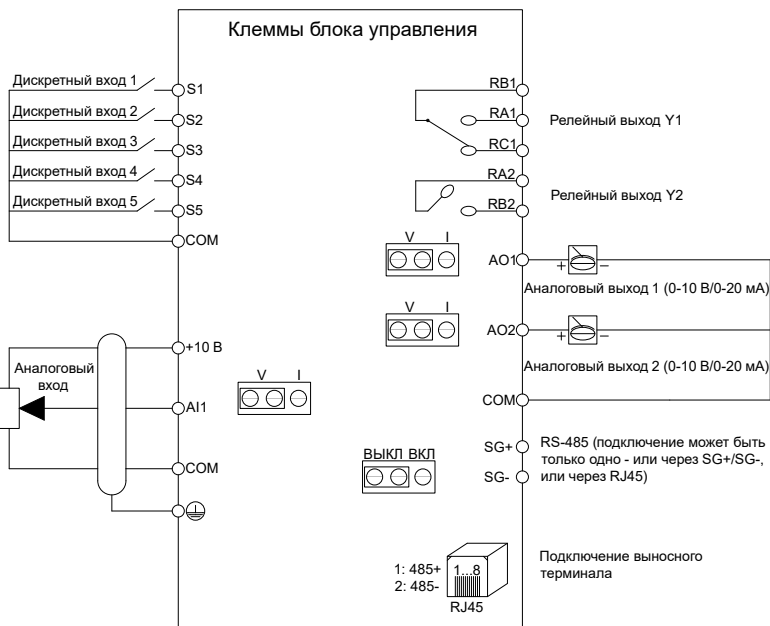 Клеммы блока управления
Дискретный вход 1
S1
Дискретный вход 2
S2
Дискретный вход 3
S3
Дискретный вход 4
S4
Дискретный вход 5
S5
COM
RB1
RA1
RC1
Релейный выход Y1
RA2
RB2
Релейный выход Y2
V I
AO1
+ –
Аналоговый выход 1 (0-10 В/0-20 мА)
V I
AO2
+ –
Аналоговый выход 2 (0-10 В/0-20 мА)
COM
+10 В
Аналоговый
вход
AI1
V I
COM
SG+
SG-
RS-485 (подключение может быть
только одно - или через SG+/SG-,
или через RJ45)
ВЫКЛ ВКЛ
1: 485+
2: 485-
1...8
RJ45
Подключение выносного
терминала